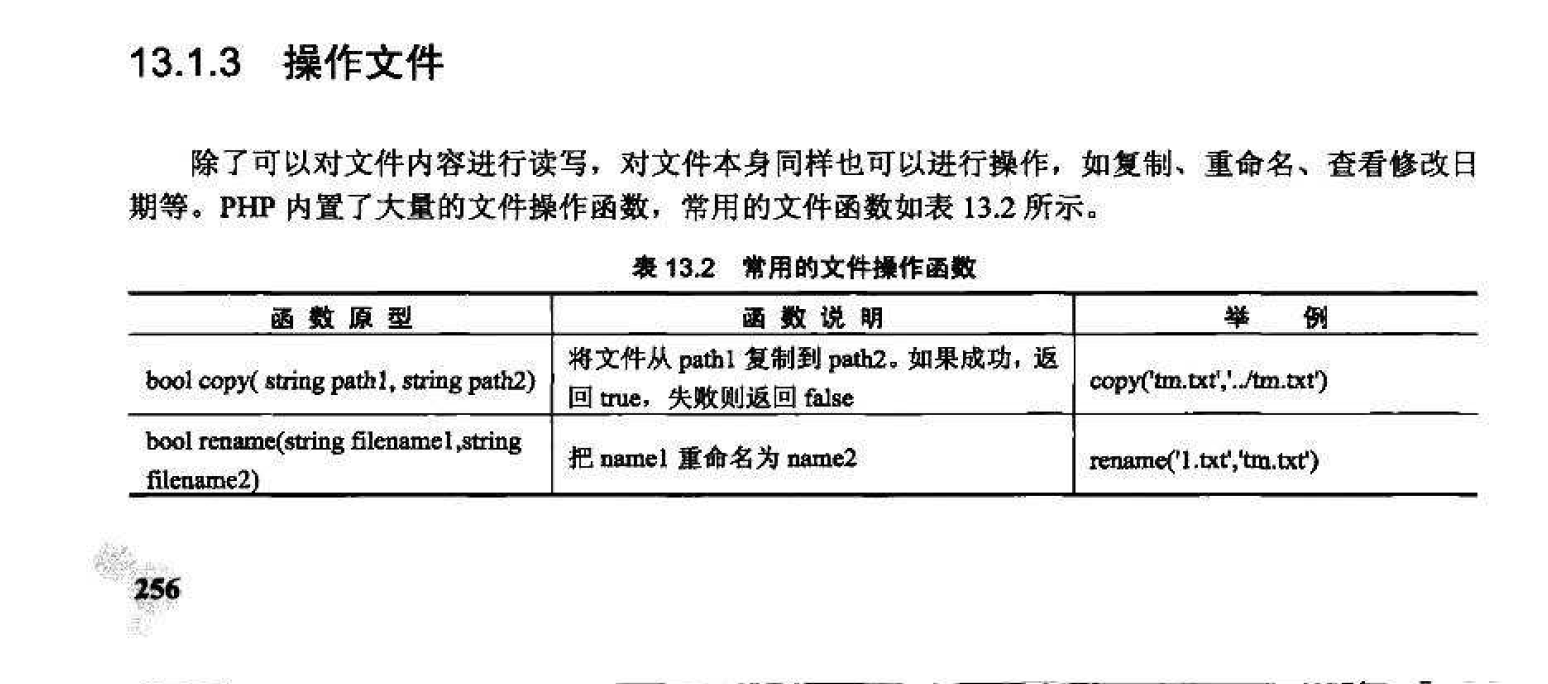 13.1.3 操作文件
除了可以对文件内容进行读写，对文件本身同样也可以进行操作，如复制、重命名、查看修改日
期等。PHP 内置了大量的文件操作函数，常用的文件函数如表 13.2 所示。
表 13.2 常用的文件操作函数
函 数 原 型 函 数 说 明 举 例
bool copy( string path1, string path2) 将文件从 path1 复制到 path2。如果成功，返 copy('tm.txt','../tm.txt')
回 true，失败则返回 false
bool rename(string filename1,string
filename2) 把 name1 重命名为 name2 rename('1.txt','tm.txt')
256